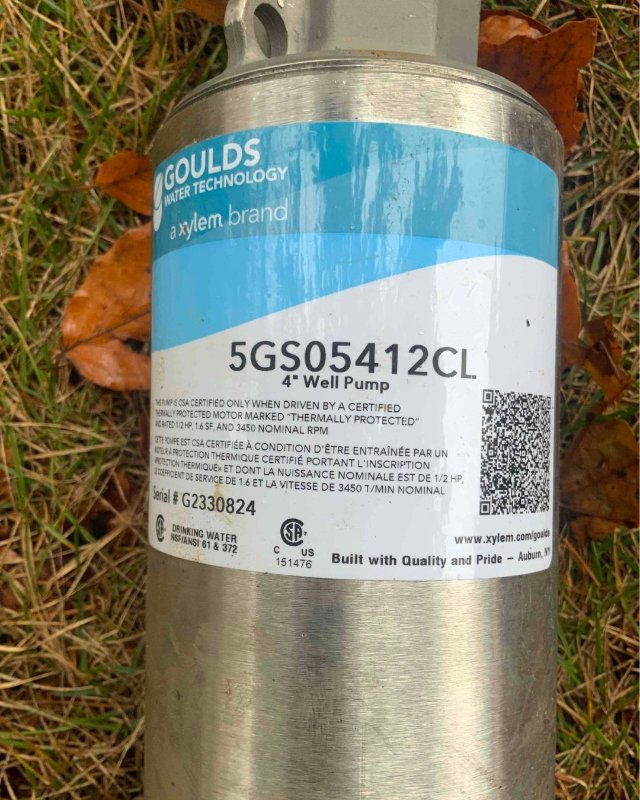 GOULDS
WATER TECHNOLOGY
a xylem brand
5GS05412CL
4" Well Pump
THIS PUMP IS CSA CERTIFIED ONLY WHEN DRIVEN BY A CERTIFIED
THERMALLY PROTECTED MOTOR MARKED "THERMALLY PROTECTED"
AND RATED 1/2 HP, 1.6 SF, AND 3450 NOMINAL RPM
CETTE POMPE EST CSA CERTIFIÉE À CONDITION D'ÊTRE ENTRAÎNÉE PAR UN
MOTEUR À PROTECTION THERMIQUE CERTIFIÉ PORTANT L'INSCRIPTION
«PROTECTION THERMIQUE» ET DONT LA NUISSANCE NOMINALE EST DE 1/2 HP,
LE COEFFICIENT DE SERVICE DE 1.6 ET LA VITESSE DE 3450 T/MIN NOMINAL
Serial # G2330824
DRINKING WATER
NSF/ANSI 61 & 372
SA
C US
151476
www.xylem.com/goulds
Built with Quality and Pride – Auburn, NY